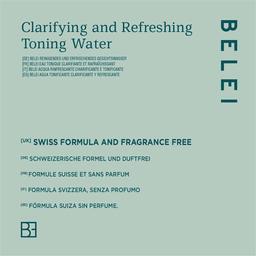 Clarifying and Refreshing
Toning Water
[DE] BELEI REINIGENDES UND ERFRISCHENDES GESICHTSWASSER
[FR] BELEI EAU TONIQUE CLARIFIANTE ET RAFRAÎCHISSANT
[IT] BELEI ACQUA RINFRESCANTE CHIARIFICANTE E TONIFICANTE
[ES] BELEI AGUA TONIFICANTE CLARIFICANTE Y REFRESCANTE
BELEI
[UK] SWISS FORMULA AND FRAGRANCE FREE
[DE] SCHWEIZERISCHE FORMEL UND DUFTFREI
[FR] FORMULE SUISSE ET SANS PARFUM
[IT] FORMULA SVIZZERA, SENZA PROFUMO
[ES] FÓRMULA SUIZA SIN PERFUME.